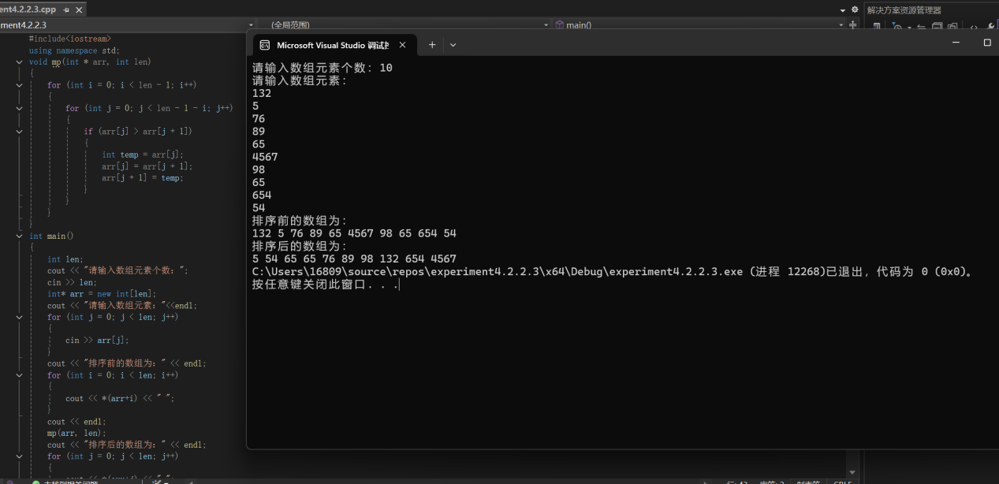 ent4.2.2.3.cpp
解决方案资源管理器
ment4.2.2.3
(全局范围)
main()
#include<iostream>
using namespace std;
void mp(int * arr, int len)
{
for (int i = 0; i < len - 1; i++)
{
for (int j = 0; j < len - 1 - i; j++)
{
if (arr[j] > arr[j + 1])
{
int temp = arr[j];
arr[j] = arr[j + 1];
arr[j + 1] = temp;
}
}
}
}
int main()
{
int len;
cout << "请输入数组元素个数: ";
cin >> len;
int* arr = new int[len];
cout << "请输入数组元素: "<<endl;
for (int j = 0; j < len; j++)
{
cin >> arr[j];
}
cout << "排序前的数组为: " << endl;
for (int i = 0; i < len; i++)
{
cout << *(arr+i) << " ";
}
cout << endl;
mp(arr, len);
cout << "排序后的数组为: " << endl;
for (int j = 0; j < len; j++)
{
Microsoft Visual Studio 调试
请输入数组元素个数: 10
请输入数组元素:
132
5
76
89
65
4567
98
65
654
54
排序前的数组为:
132 5 76 89 65 4567 98 65 654 54
排序后的数组为:
5 54 65 65 76 89 98 132 654 4567
C:\Users\16809\source\repos\experiment4.2.2.3\x64\Debug\experiment4.2.2.3.exe (进程 12268)已退出，代码为 0 (0x0)。
按任意键关闭此窗口. . .